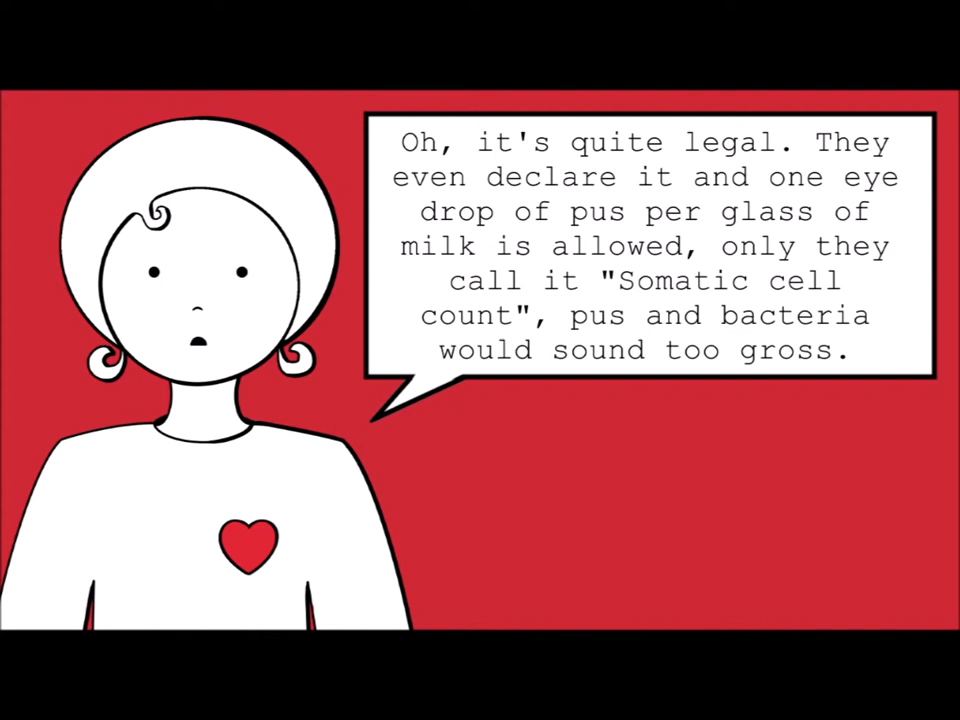 Oh, it's quite legal. They
even declare it and one eye
drop of pus per glass of
milk is allowed, only they
call it "Somatic cell
count", pus and bacteria
would sound too gross.